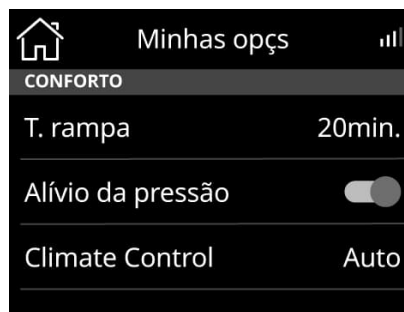 Minhas opçs
CONFORTO
T. rampa 20min.
Alívio da pressão
Climate Control Auto